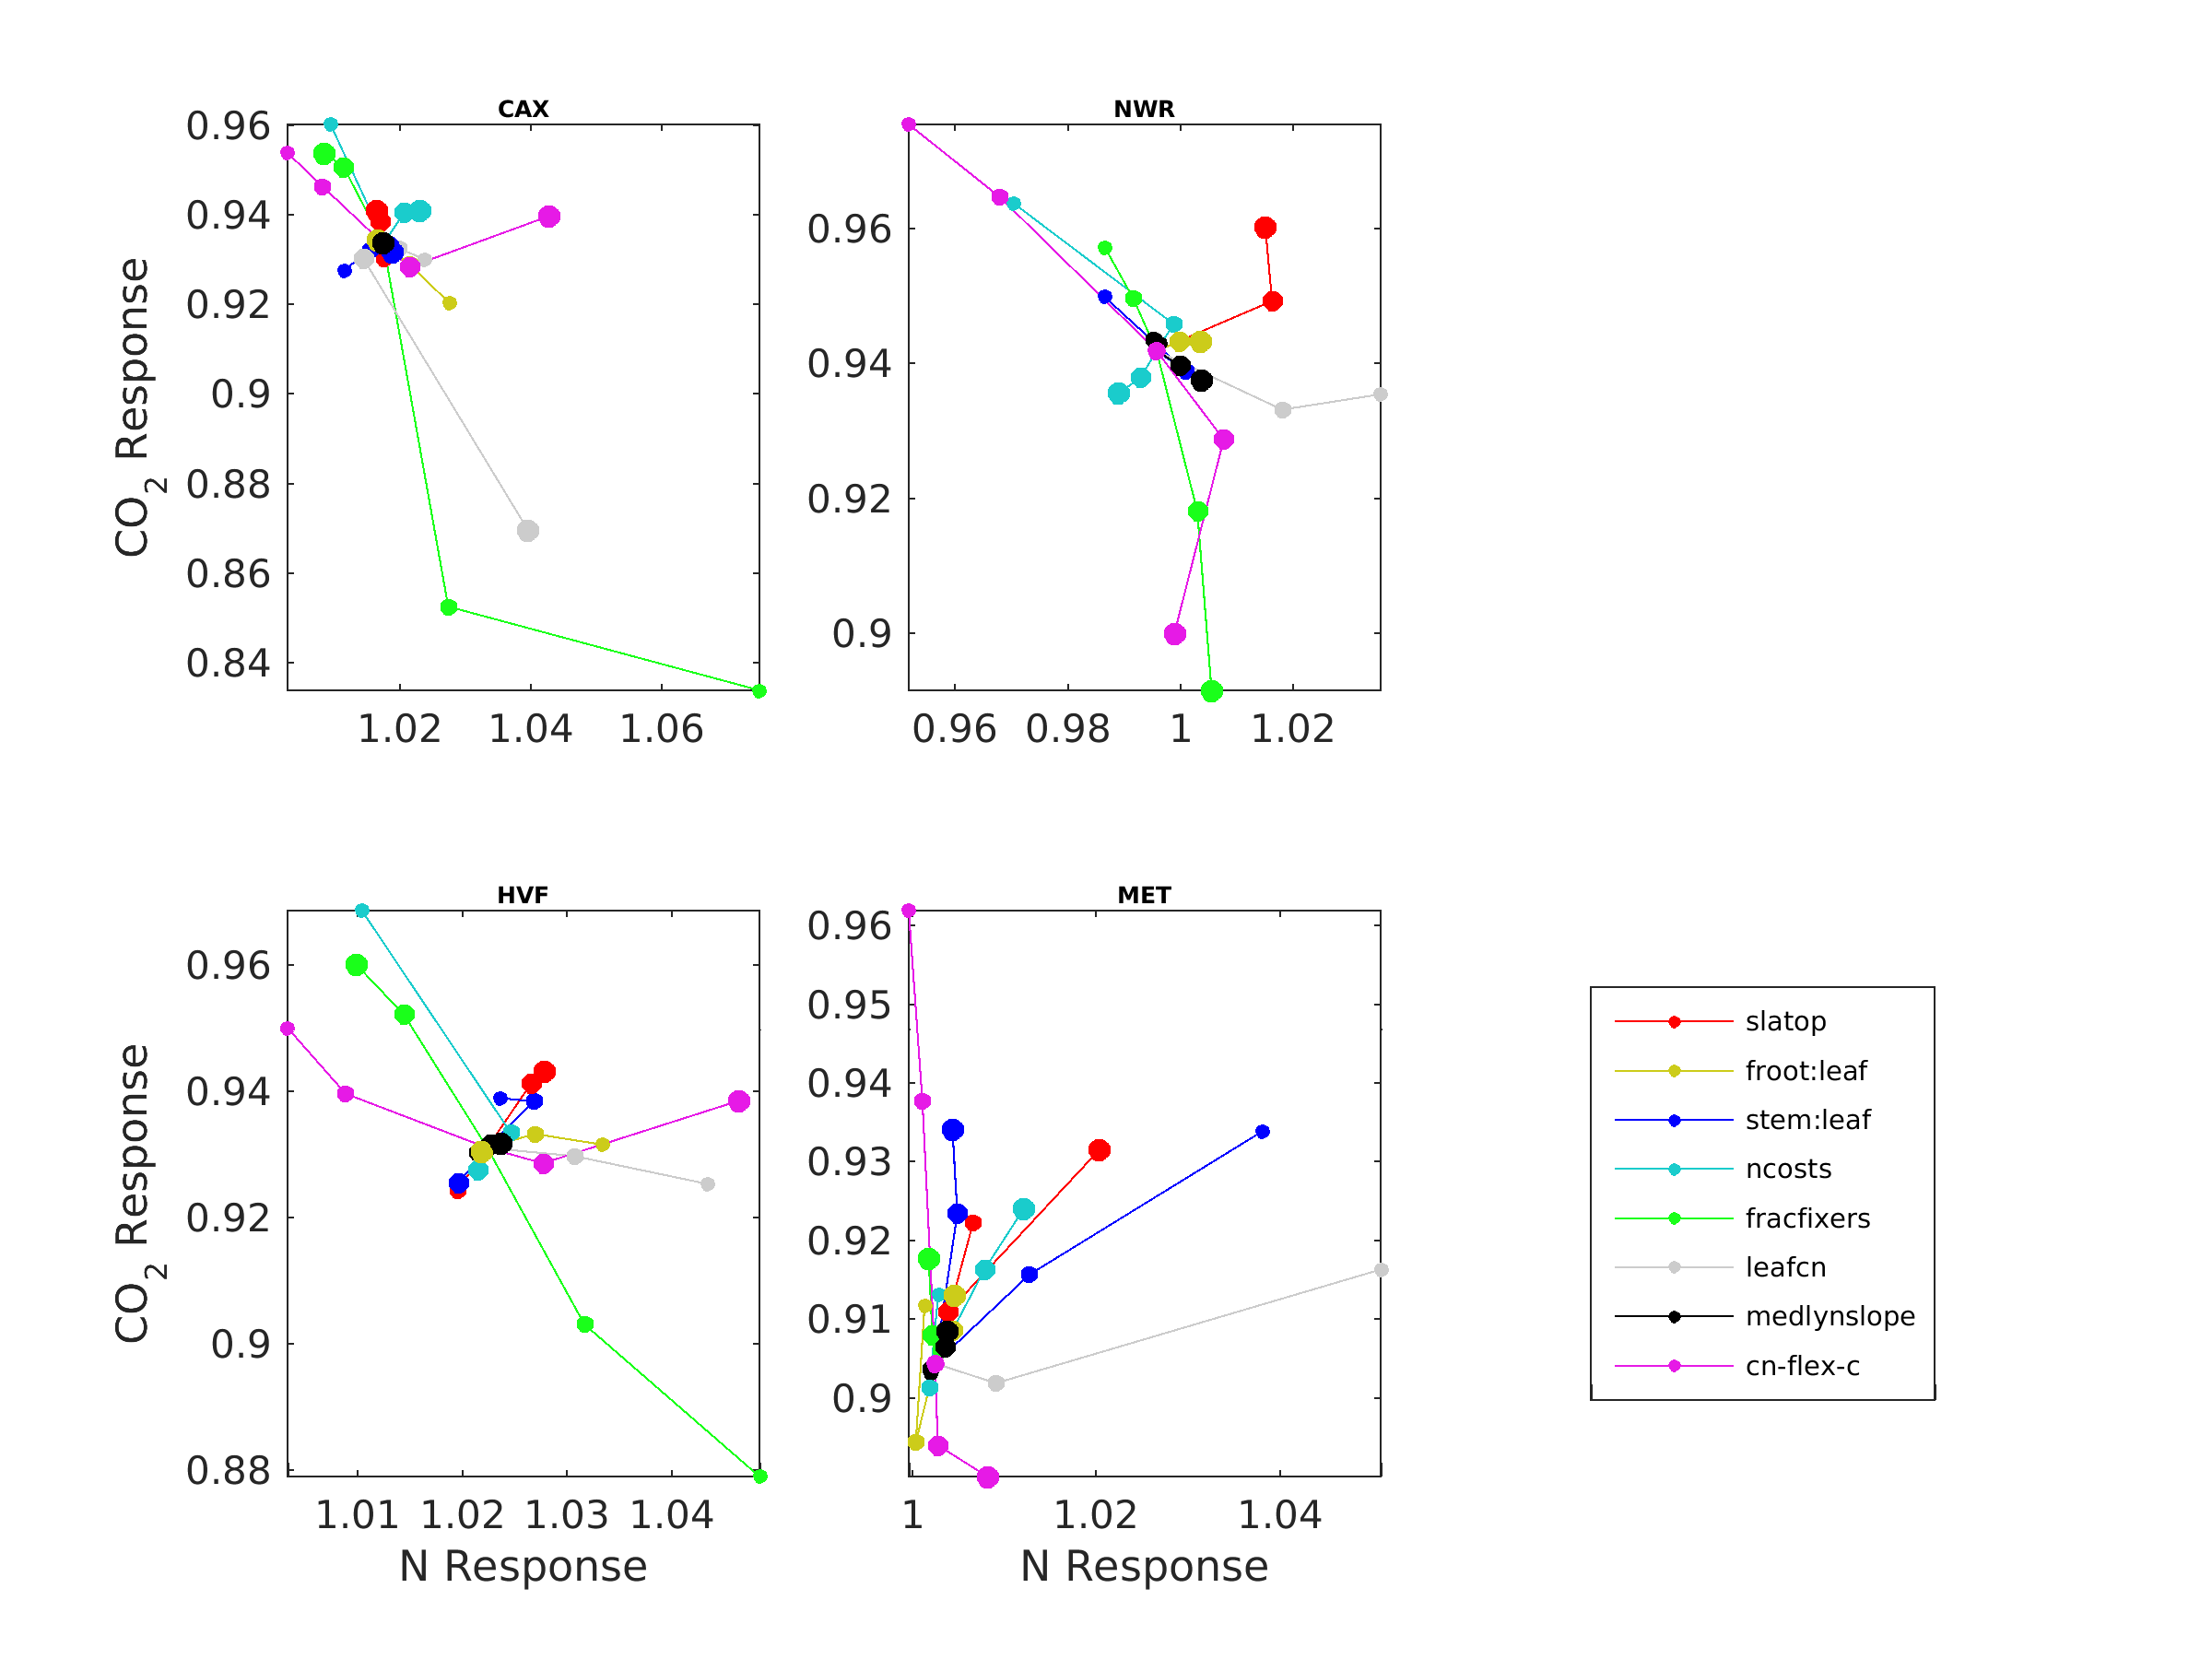 CAX
NWR
0.96
0.94
0.92
0.9
0.88
0.86
0.84
CO2 Response
1.02 1.04 1.06
0.96
0.94
0.92
0.9
0.96 0.98 1 1.02
HVF
MET
0.96
0.94
0.92
0.9
0.88
CO2 Response
1.01 1.02 1.03 1.04
N Response
0.96
0.95
0.94
0.93
0.92
0.91
0.9
1 1.02 1.04
N Response
slatop
froot:leaf
stem:leaf
ncosts
fracfixers
leafcn
medlynslope
cn-flex-c